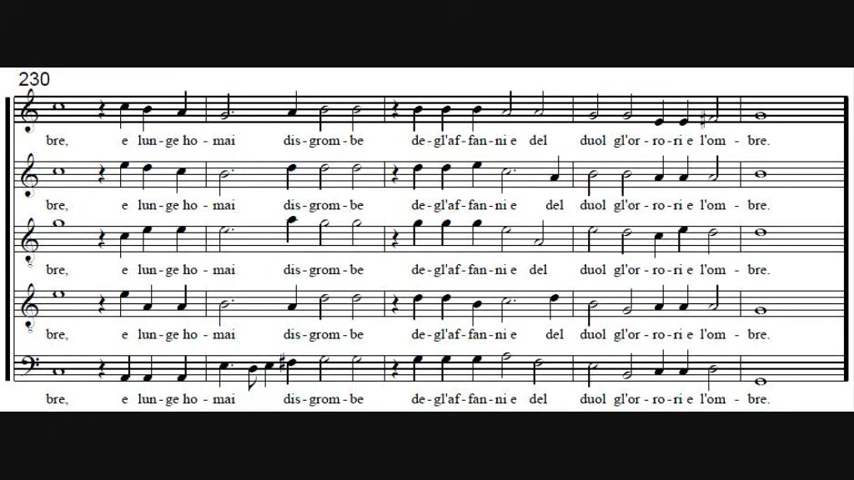 230
bre, e lun-ge ho-mai dis-grom-be de-gl'af-fan-ni e del duol gl'or-ro-ri e l'om-bre.
bre, e lun-ge ho-mai dis-grom-be de-gl'af-fan-ni e del duol gl'or-ro-ri e l'om-bre.
bre, e lun-ge ho-mai dis-grom-be de-gl'af-fan-ni e del duol gl'or-ro-ri e l'om-bre.
bre, e lun-ge ho-mai dis-grom-be de-gl'af-fan-ni e del duol gl'or-ro-ri e l'om-bre.
bre, e lun-ge ho-mai dis-grom-be de-gl'af-fan-ni e del duol gl'or-ro-ri e l'om-bre.